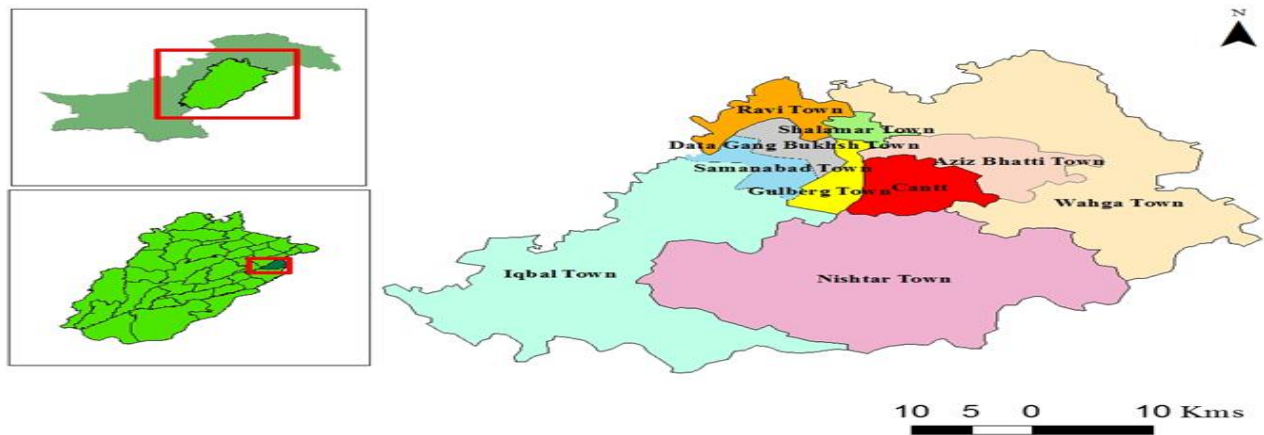 N
Ravi Town
Shalamar Town
Data Gang Bukhsh Town
Aziz Bhatti Town
Samanabad Town
Gulberg Town
Cantt
Wahga Town
Iqbal Town
Nishtar Town
10 5 0 10 Kms